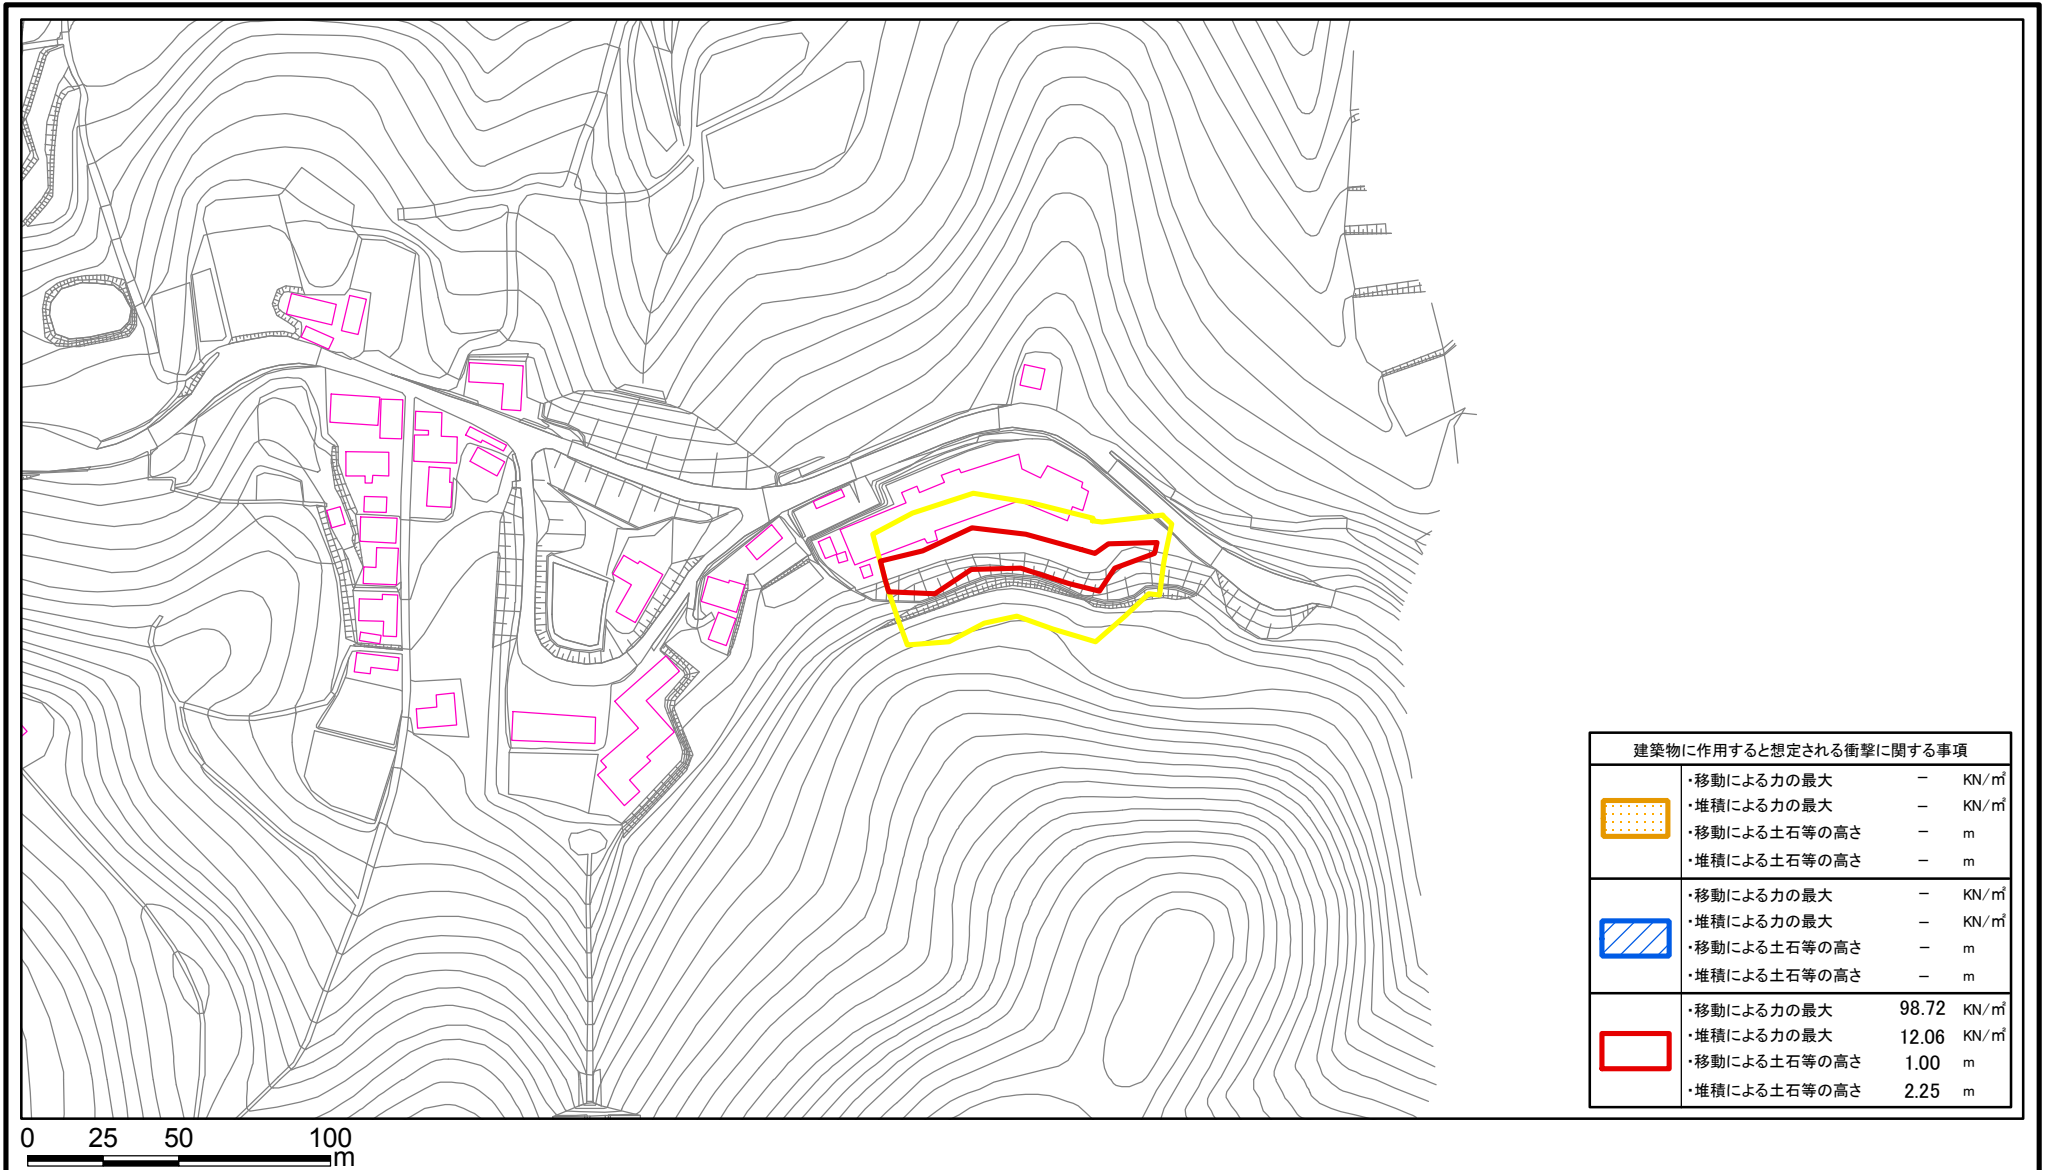 建築物に作用すると想定される衝撃に関する事項
・移動による力の最大 － KN/㎡
・堆積による力の最大 － KN/㎡
・移動による土石等の高さ － m
・堆積による土石等の高さ － m
・移動による力の最大 － KN/㎡
・堆積による力の最大 － KN/㎡
・移動による土石等の高さ － m
・堆積による土石等の高さ － m
・移動による力の最大 98.72 KN/㎡
・堆積による力の最大 12.06 KN/㎡
・移動による土石等の高さ 1.00 m
・堆積による土石等の高さ 2.25 m
0 25 50 100
m